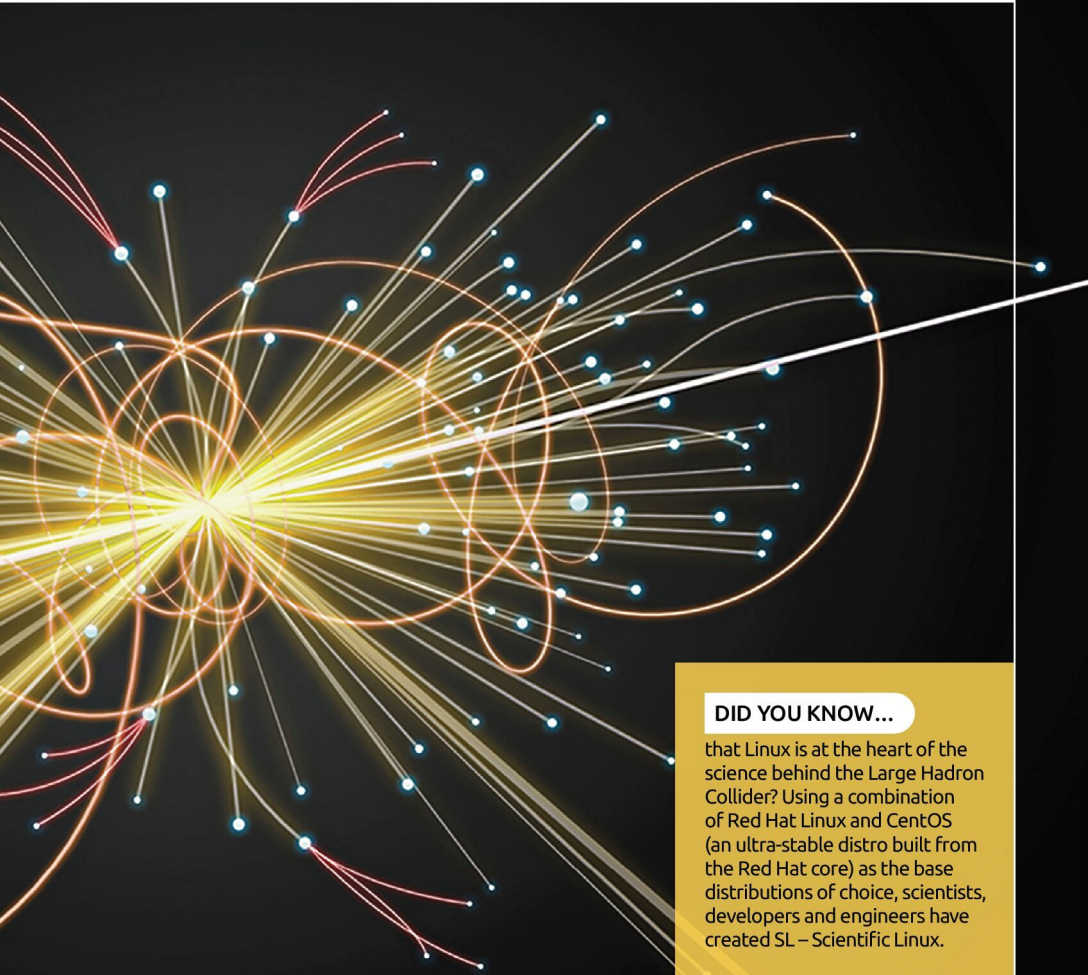 DID YOU KNOW…
that Linux is at the heart of the
science behind the Large Hadron
Collider? Using a combination
of Red Hat Linux and CentOS
(an ultra-stable distro built from
the Red Hat core) as the base
distributions of choice, scientists,
developers and engineers have
created SL – Scientific Linux.